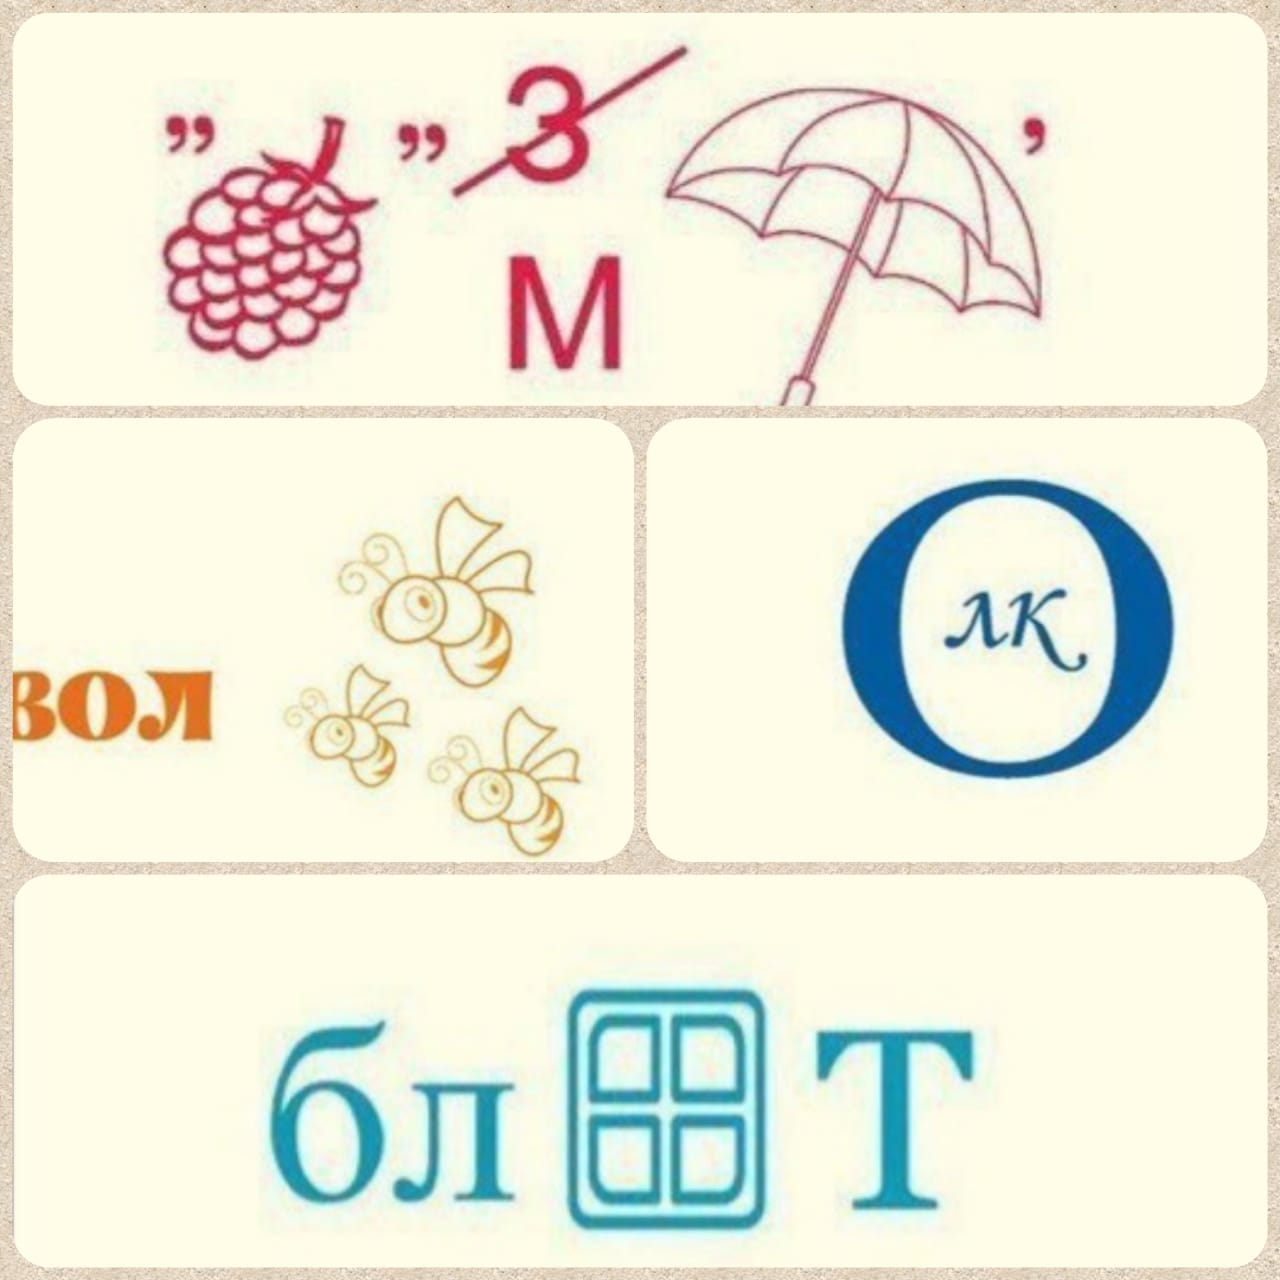 ,, ,, 3 ,
М
вол
лк
О
бл Т